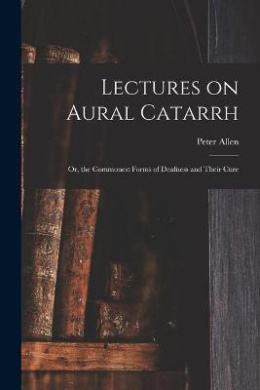 Lectures on
Aural Catarrh
Peter Allen
Or, the Commonest Forms of Deafness and Their Cure